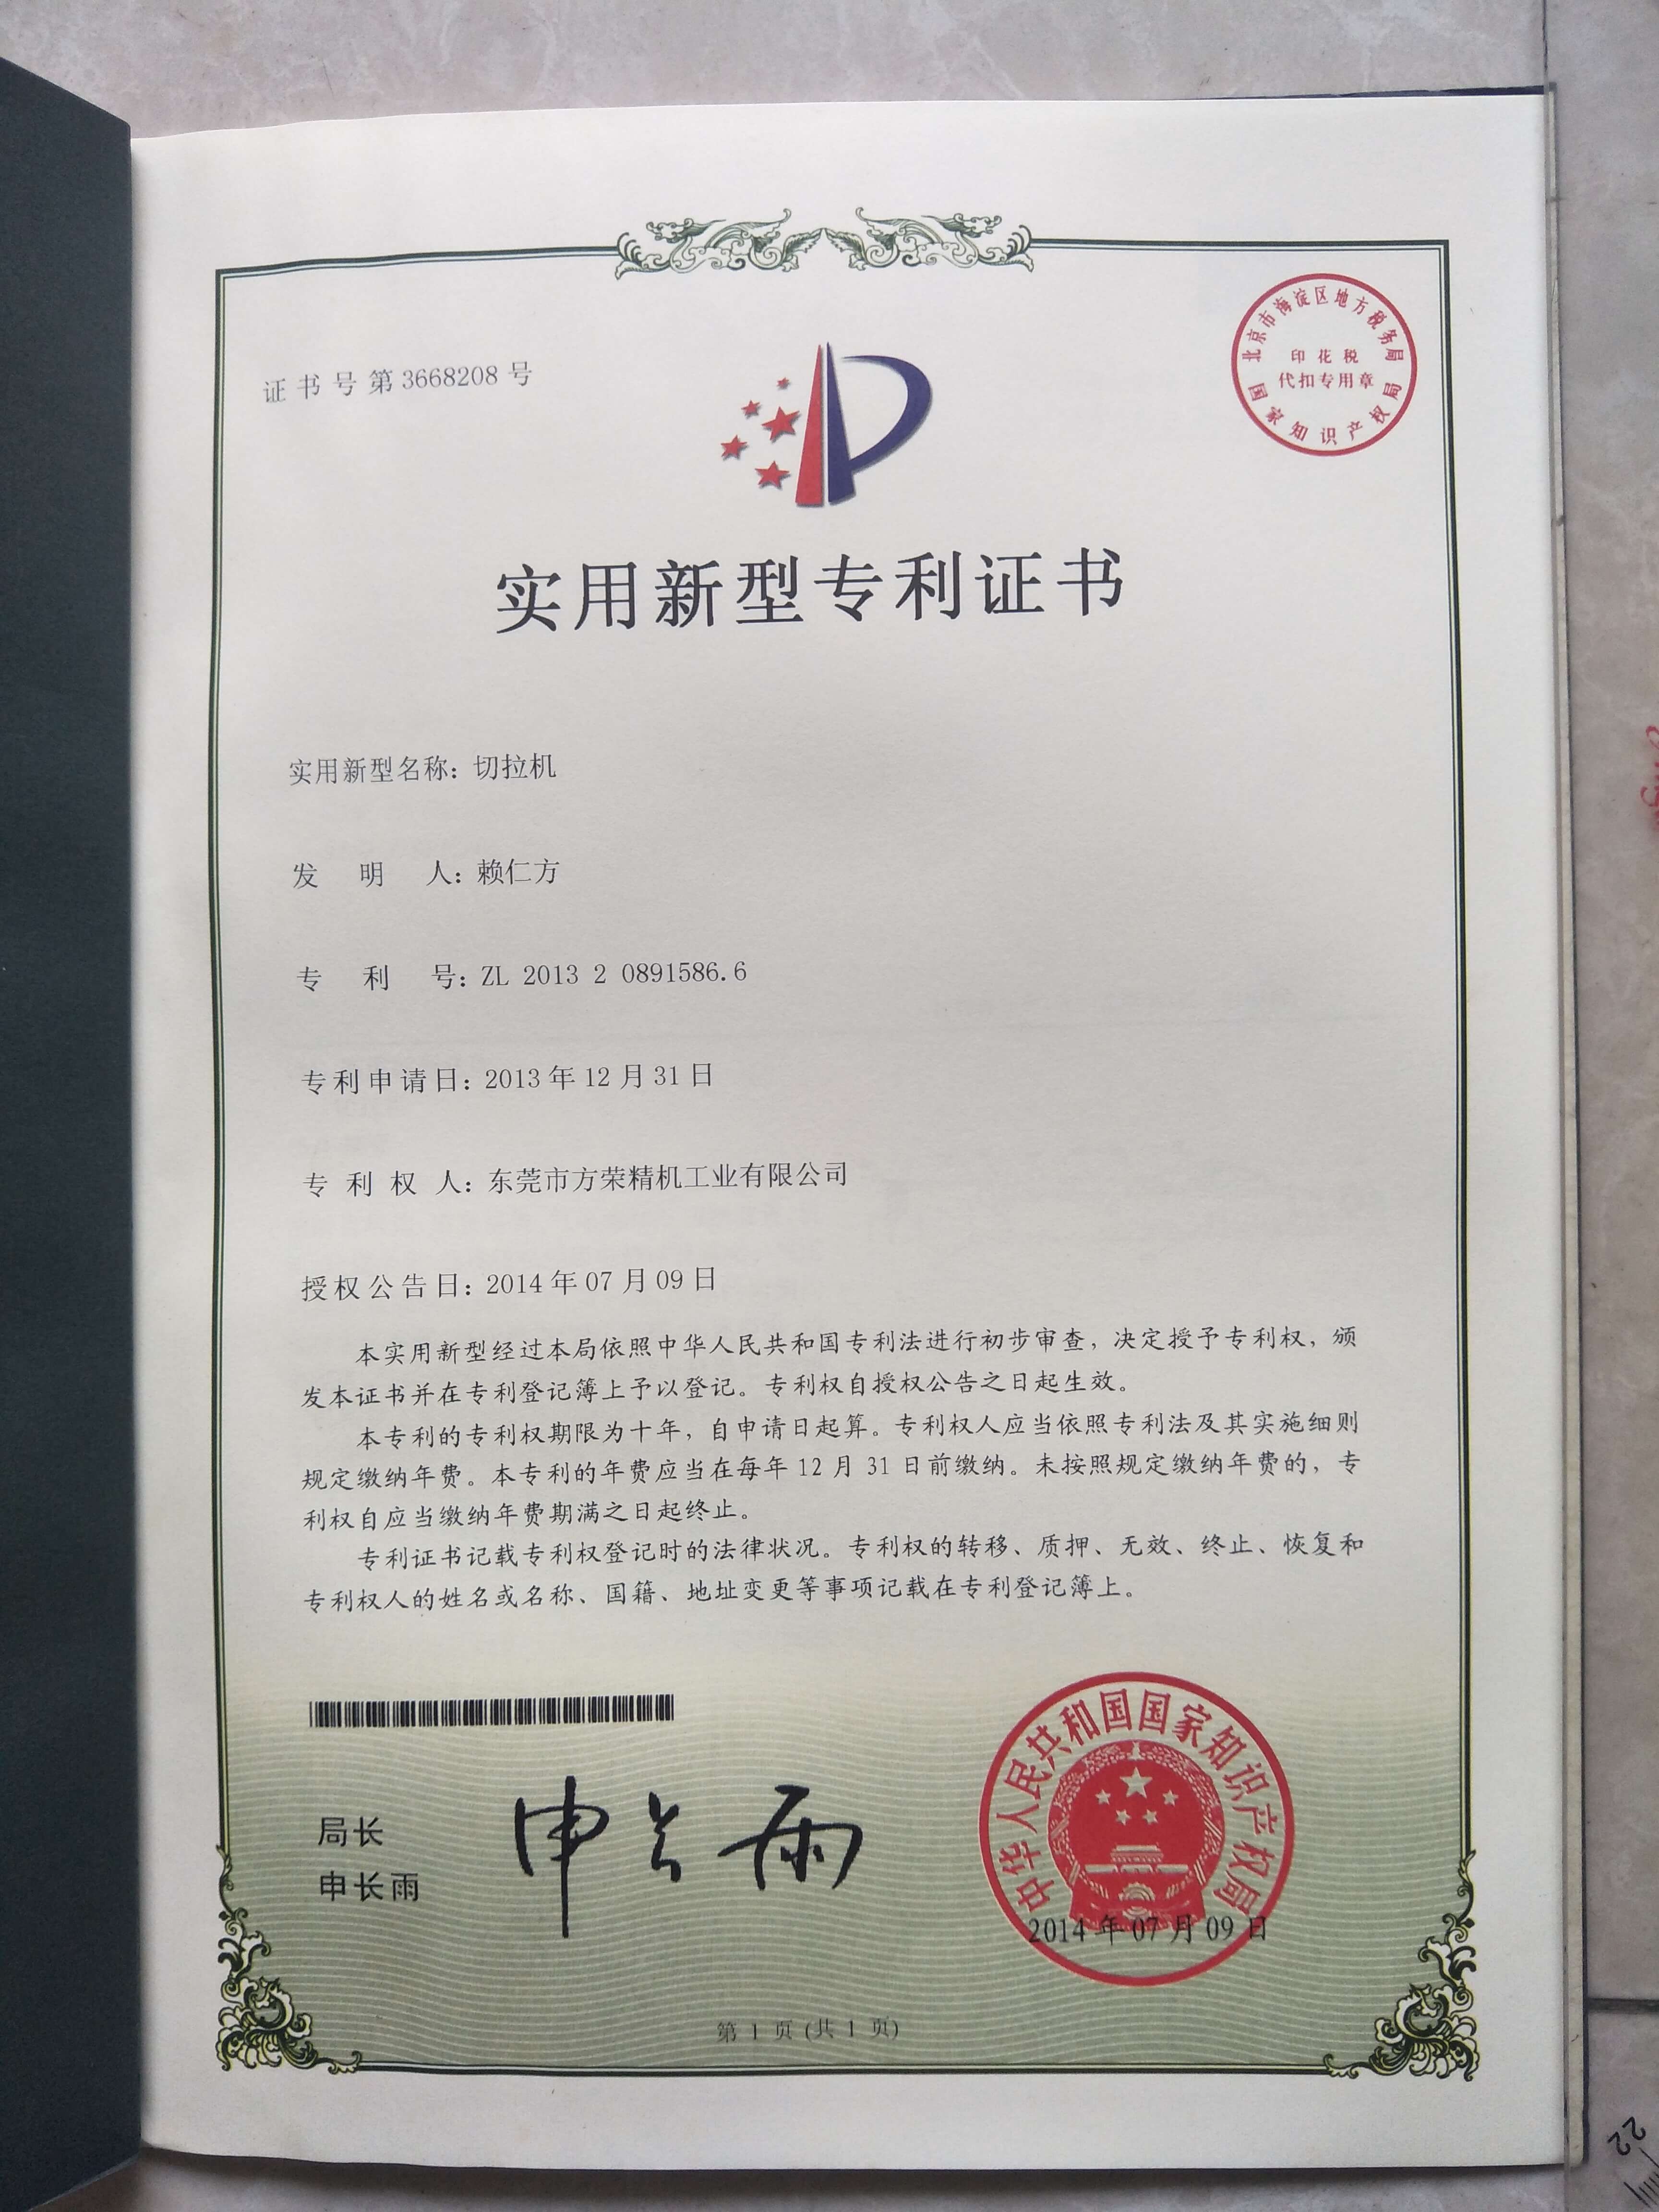 证书号第3668208号
北京市海淀区地方税务局
印花税
代扣专用章
国家知识产权局
实用新型专利证书
实用新型名称：切拉机
发明人：赖仁方
专利号：ZL 2013 2 0891586.6
专利申请日：2013年12月31日
专利权人：东莞市方荣精机工业有限公司
授权公告日：2014年07月09日
本实用新型经过本局依照中华人民共和国专利法进行初步审查，决定授予专利权，颁
发本证书并在专利登记簿上予以登记。专利权自授权公告之日起生效。
本专利的专利权期限为十年，自申请日起算。专利权人应当依照专利法及其实施细则
规定缴纳年费。本专利的年费应当在每年12月31日前缴纳。未按照规定缴纳年费的，专
利权自应当缴纳年费期满之日起终止。
专利证书记载专利权登记时的法律状况。专利权的转移、质押、无效、终止、恢复和
专利权人的姓名或名称、国籍、地址变更等事项记载在专利登记簿上。
局长
申长雨
申长雨
中华人民共和国国家知识产权局
2014年07月09日
第1页(共1页)
22